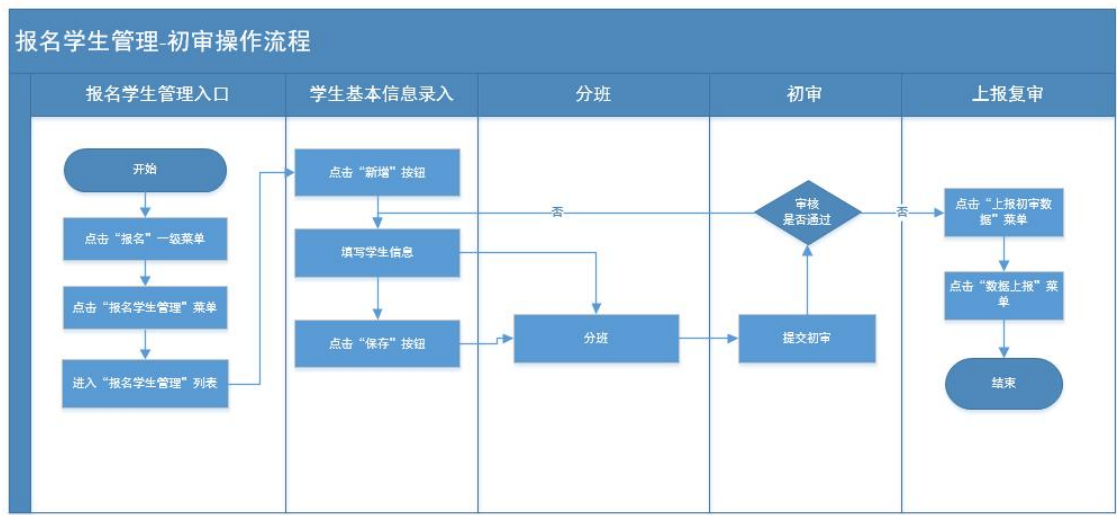 报名学生管理-初审操作流程
报名学生管理入口
学生基本信息录入
分班
初审
上报复审
开始
点击“报名”一级菜单
点击“报名学生管理”菜单
进入“报名学生管理”列表
点击“新增”按钮
填写学生信息
点击“保存”按钮
分班
提交初审
审核
是否通过
否
否
点击“上报初审数
据”菜单
点击“数据上报”菜
单
结束